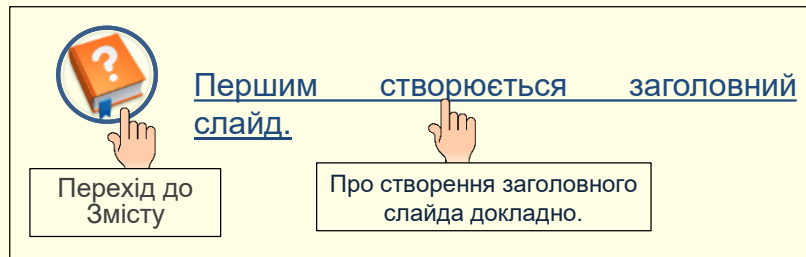 Першим створюється заголовний
слайд.
Перехід до
Змісту
Про створення заголовного
слайда докладно.